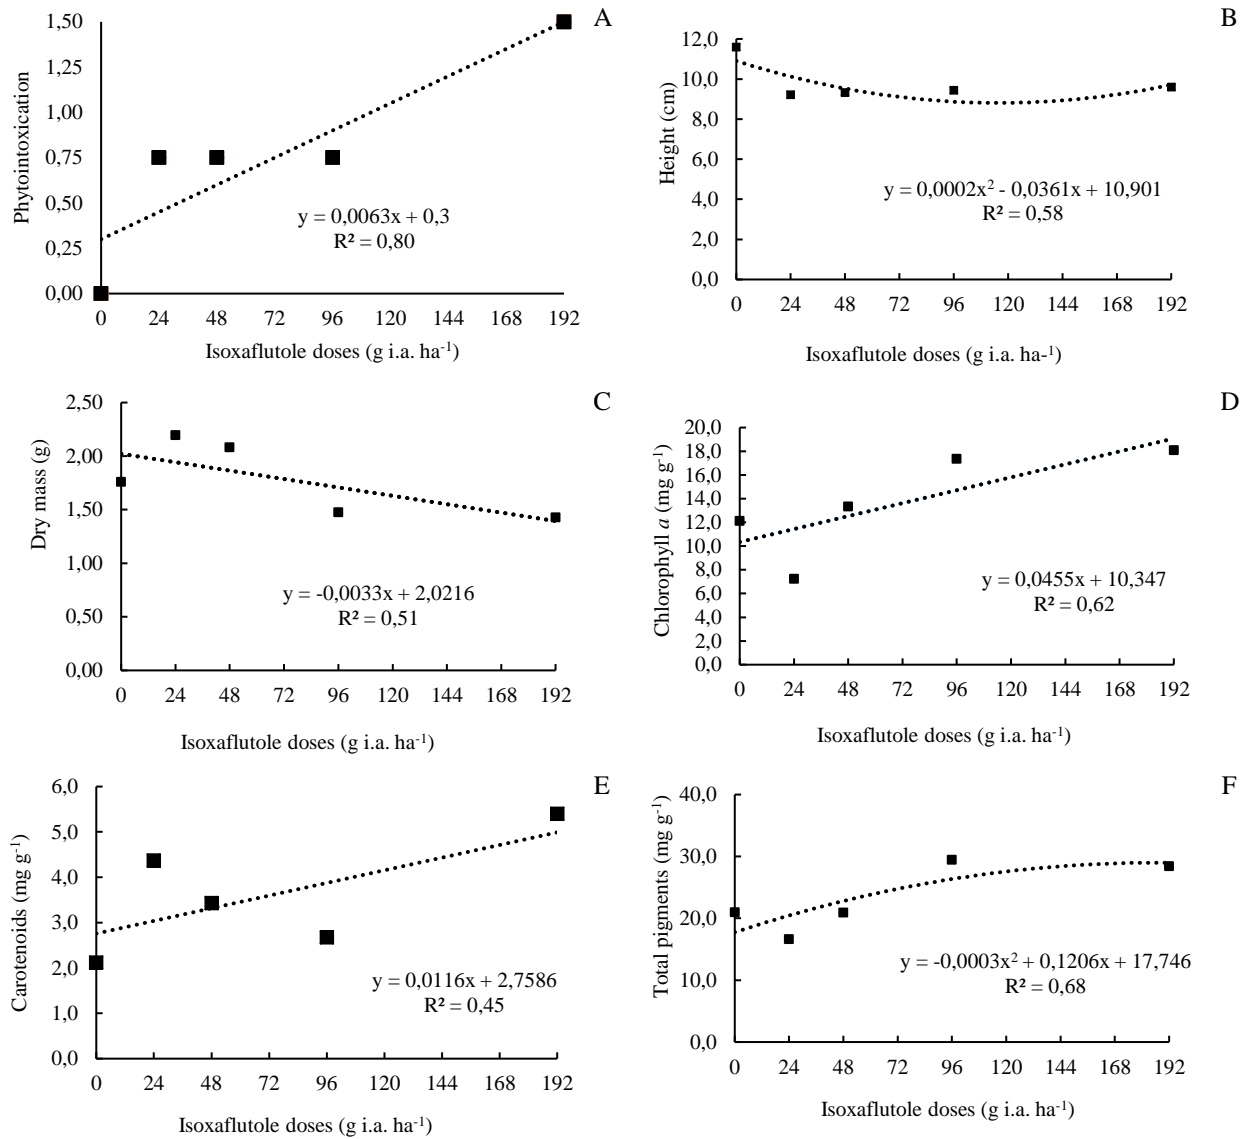 A
1,50
1,25
1,00
0,75
0,50
0,25
0,00
Phytointoxication
y = 0,0063x + 0,3
R² = 0,80
0 24 48 72 96 120 144 168 192
Isoxaflutole doses (g i.a. ha⁻¹)
B
12,0
10,0
8,0
6,0
4,0
2,0
0,0
Height (cm)
y = 0,0002x² - 0,0361x + 10,901
R² = 0,58
0 24 48 72 96 120 144 168 192
Isoxaflutole doses (g i.a. ha-¹)
C
2,50
2,00
1,50
1,00
0,50
0,00
Dry mass (g)
y = -0,0033x + 2,0216
R² = 0,51
0 24 48 72 96 120 144 168 192
Isoxaflutole doses (g i.a. ha⁻¹)
D
20,0
18,0
16,0
14,0
12,0
10,0
8,0
6,0
4,0
2,0
0,0
Chlorophyll a (mg g⁻¹)
y = 0,0455x + 10,347
R² = 0,62
0 24 48 72 96 120 144 168 192
Isoxaflutole doses (g i.a. ha⁻¹)
E
6,0
5,0
4,0
3,0
2,0
1,0
0,0
Carotenoids (mg g⁻¹)
y = 0,0116x + 2,7586
R² = 0,45
0 24 48 72 96 120 144 168 192
Isoxaflutole doses (g i.a. ha⁻¹)
F
40,0
30,0
20,0
10,0
0,0
Total pigments (mg g⁻¹)
y = -0,0003x² + 0,1206x + 17,746
R² = 0,68
0 24 48 72 96 120 144 168 192
Isoxaflutole doses (g i.a. ha⁻¹)